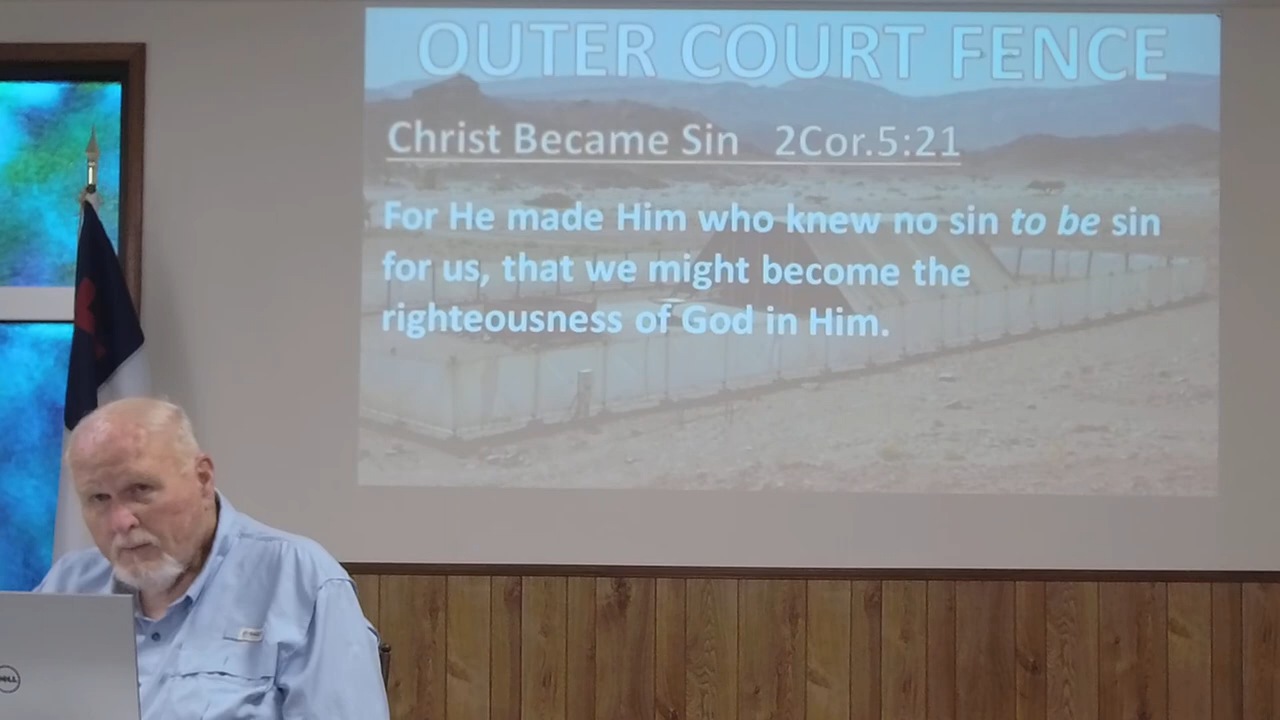 OUTER COURT FENCE
Christ Became Sin 2Cor.5:21
For He made Him who knew no sin to be sin
for us, that we might become the
righteousness of God in Him.
DELL